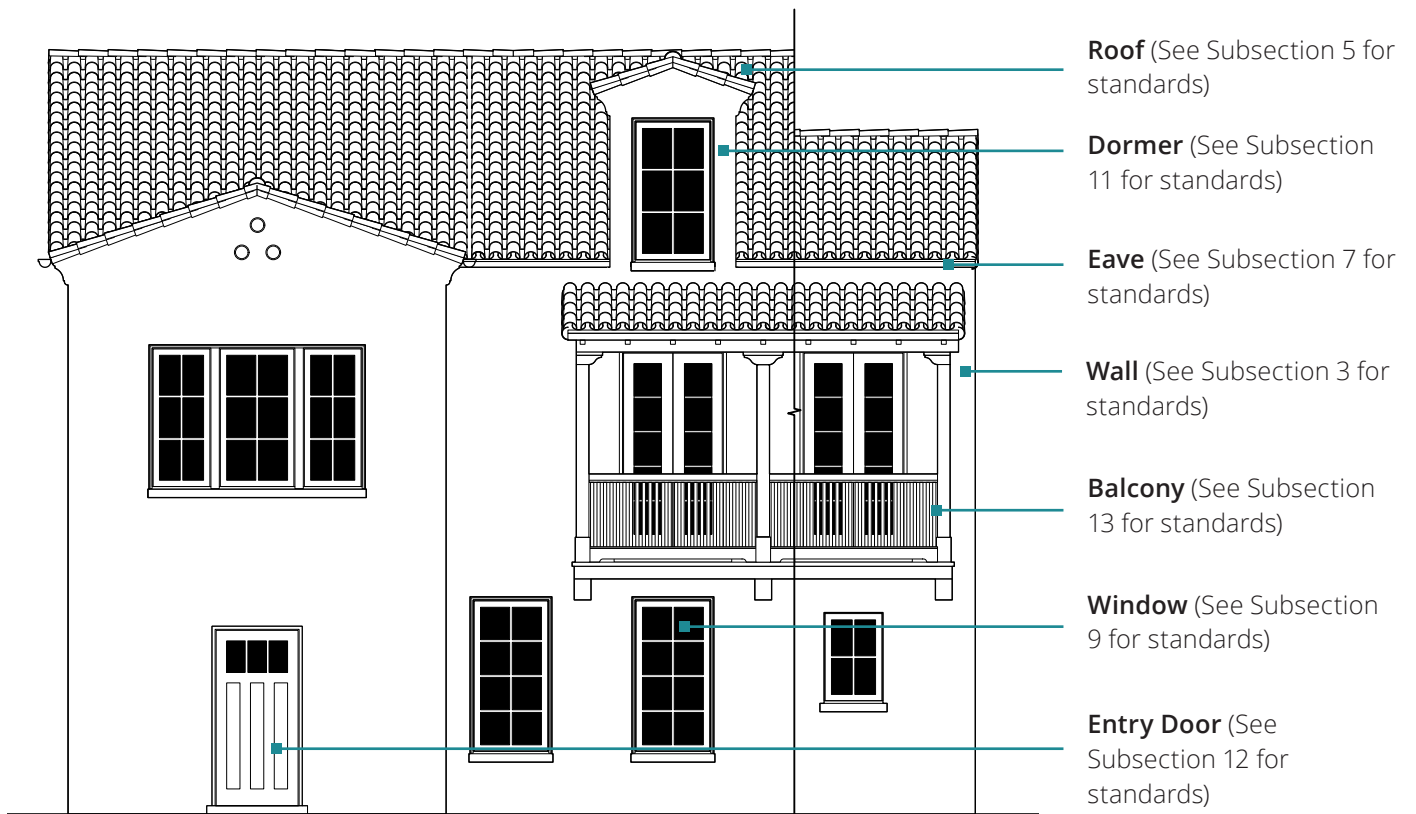 Roof (See Subsection 5 for
standards)
Dormer (See Subsection
11 for standards)
Eave (See Subsection 7 for
standards)
Wall (See Subsection 3 for
standards)
Balcony (See Subsection
13 for standards)
Window (See Subsection
9 for standards)
Entry Door (See
Subsection 12 for
standards)